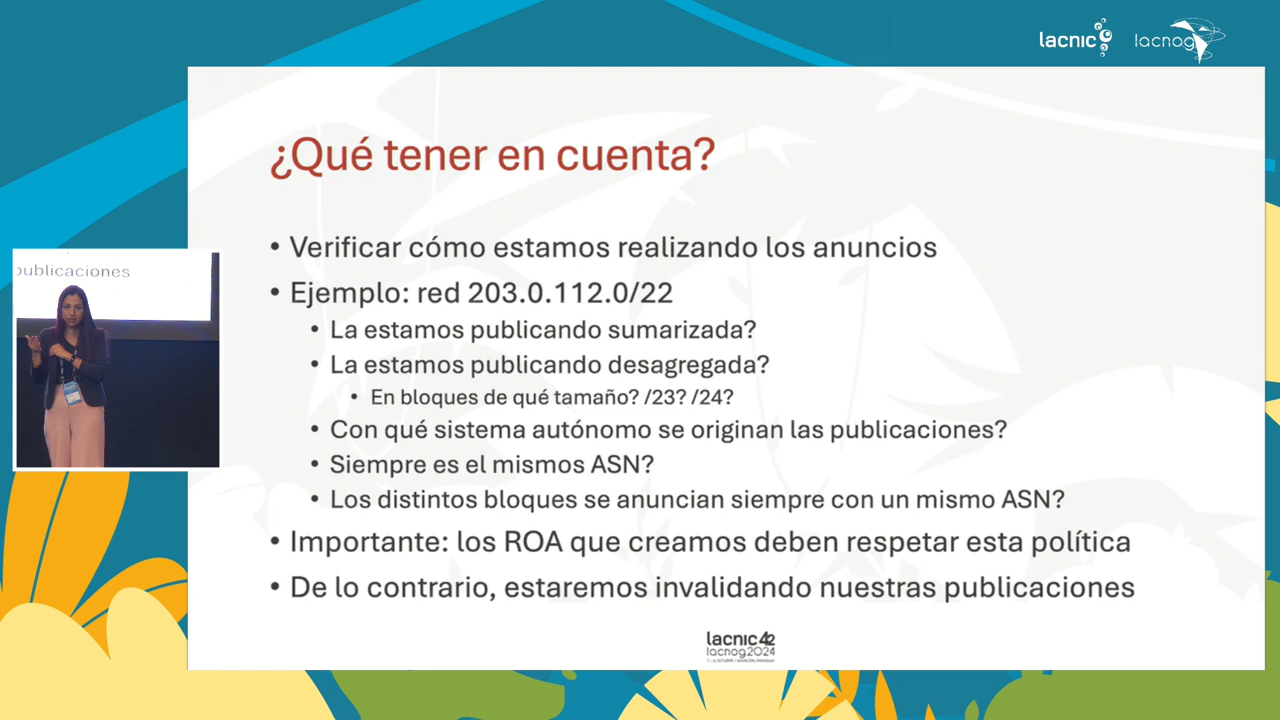 lacnic
lacnog
¿Qué tener en cuenta?
• Verificar cómo estamos realizando los anuncios
• Ejemplo: red 203.0.112.0/22
• La estamos publicando sumarizada?
• La estamos publicando desagregada?
• En bloques de qué tamaño? /23? /24?
• Con qué sistema autónomo se originan las publicaciones?
• Siempre es el mismos ASN?
• Los distintos bloques se anuncian siempre con un mismo ASN?
• Importante: los ROA que creamos deben respetar esta política
• De lo contrario, estaremos invalidando nuestras publicaciones
publicaciones
lacnic42
lacnog2024